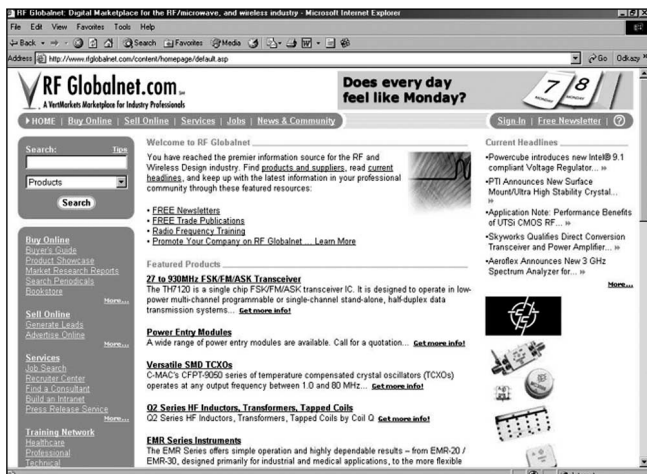 RF Globalnet: Digital Marketplace for the RF/microwave, and wireless industry - Microsoft Internet Explorer
File Edit View Favorites Tools Help
Back Search Favorites Media
Address http://www.rfglobalnet.com/content/homepage/default.asp Go Odkazy
RF Globalnet.com
A VertMarkets Marketplace for Industry Professionals
Does every day
feel like Monday?
7 8
MONDAY MONDAY
HOME | Buy Online | Sell Online | Services | Jobs | News & Community
Sign In | Free Newsletter | ?
Search: Tips
Products
Search
Buy Online
Buyer's Guide
Product Showcase
Market Research Reports
Search Periodicals
Bookstore
More...
Sell Online
Generate Leads
Advertise Online
More...
Services
Job Search
Recruiter Center
Find a Consultant
Build an Intranet
Press Release Service
More...
Training Network
Healthcare
Professional
Technical
Welcome to RF Globalnet
You have reached the premier information source for the RF and
Wireless Design industry. Find products and suppliers, read current
headlines, and keep up with the latest information in your professional
community through these featured resources:
• FREE Newsletters
• FREE Trade Publications
• Radio Frequency Training
• Promote Your Company on RF Globalnet ... Learn More
Featured Products
27 to 930MHz FSK/FM/ASK Transceiver
The TH7120 is a single chip FSK/FM/ASK transceiver IC. It is designed to operate in low-
power multi-channel programmable or single-channel stand-alone, half-duplex data
transmission systems... Get more info!
Power Entry Modules
A wide range of power entry modules are available. Call for a quotation... Get more info!
Versatile SMD TCXOs
C-MAC's CFPT-9050 series of temperature compensated crystal oscillators (TCXOs)
operates at any output frequency between 1.0 and 80 MHz... Get more info!
Q2 Series HF Inductors, Transformers, Tapped Coils
Q2 Series HF Inductors, Transformers, Tapped Coils by Coil Q Get more info!
EMR Series Instruments
The EMR Series offers simple operation and highly dependable results – from EMR-20 /
EMR-30, designed primarily for industrial and medical applications, to the more flexible
Current Headlines
•Powercube introduces new Intel® 9.1
compliant Voltage Regulator... »
•PTI Announces New Surface
Mount/Ultra High Stability Crystal...
»
•Application Note: Performance Benefits
of UTSi CMOS RF... »
•Skyworks Qualifies Direct Conversion
Transceiver and Power Amplifier... »
•Aeroflex Announces New 3 GHz
Spectrum Analyzer for... »
More...